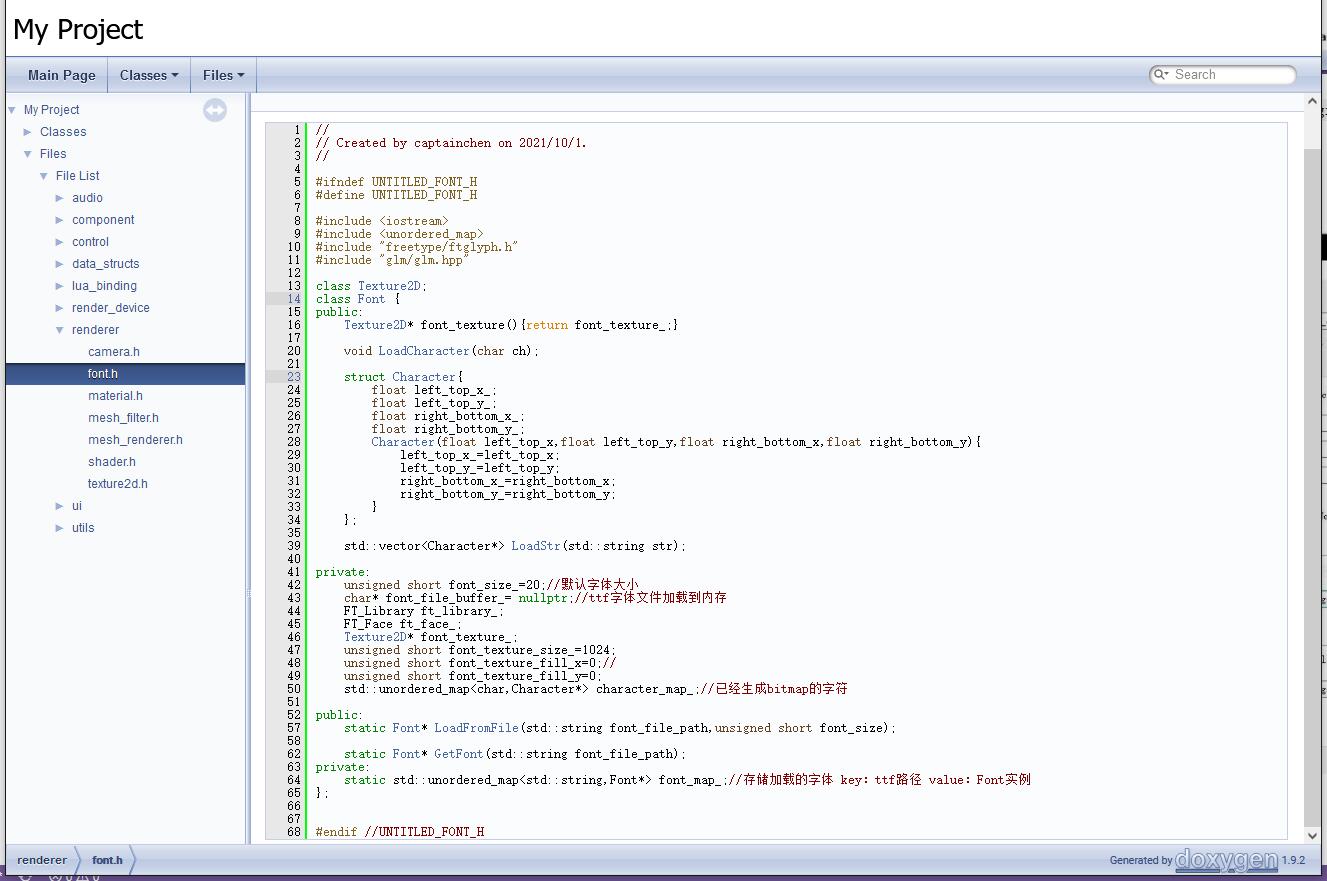 My Project
Main Page
Classes
Files
Search
My Project
Classes
Files
File List
audio
component
control
data_structs
lua_binding
render_device
renderer
camera.h
font.h
material.h
mesh_filter.h
mesh_renderer.h
shader.h
texture2d.h
ui
utils
1 //
2 // Created by captainchen on 2021/10/1.
3 //
4
5 #ifndef UNTITLED_FONT_H
6 #define UNTITLED_FONT_H
7
8 #include <iostream>
9 #include <unordered_map>
10 #include "freetype/ftglyph.h"
11 #include "glm/glm.hpp"
12
13 class Texture2D;
14 class Font {
15 public:
16     Texture2D* font_texture(){return font_texture_;}
17
20     void LoadCharacter(char ch);
21
23     struct Character{
24         float left_top_x_;
25         float left_top_y_;
26         float right_bottom_x_;
27         float right_bottom_y_;
28         Character(float left_top_x,float left_top_y,float right_bottom_x,float right_bottom_y){
29             left_top_x_=left_top_x;
30             left_top_y_=left_top_y;
31             right_bottom_x_=right_bottom_x;
32             right_bottom_y_=right_bottom_y;
33         }
34     };
35
39     std::vector<Character*> LoadStr(std::string str);
40
41 private:
42     unsigned short font_size_=20;//默认字体大小
43     char* font_file_buffer_= nullptr;//ttf字体文件加载到内存
44     FT_Library ft_library_;
45     FT_Face ft_face_;
46     Texture2D* font_texture_;
47     unsigned short font_texture_size_=1024;
48     unsigned short font_texture_fill_x=0;//
49     unsigned short font_texture_fill_y=0;
50     std::unordered_map<char,Character*> character_map_;//已经生成bitmap的字符
51
52 public:
57     static Font* LoadFromFile(std::string font_file_path,unsigned short font_size);
58
62     static Font* GetFont(std::string font_file_path);
63 private:
64     static std::unordered_map<std::string,Font*> font_map_;//存储加载的字体 key：ttf路径 value：Font实例
65 };
66
67
68 #endif //UNTITLED_FONT_H
renderer
font.h
Generated by doxygen 1.9.2